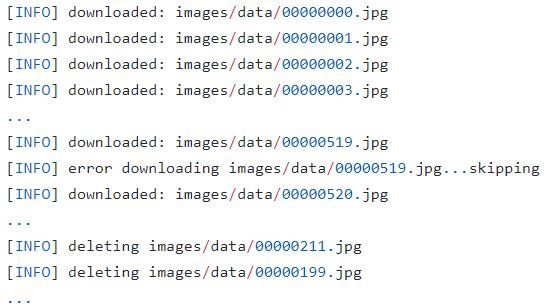 [INFO] downloaded: images/data/00000000.jpg
[INFO] downloaded: images/data/00000001.jpg
[INFO] downloaded: images/data/00000002.jpg
[INFO] downloaded: images/data/00000003.jpg
...
[INFO] downloaded: images/data/00000519.jpg
[INFO] error downloading images/data/00000519.jpg...skipping
[INFO] downloaded: images/data/00000520.jpg
...
[INFO] deleting images/data/00000211.jpg
[INFO] deleting images/data/00000199.jpg
...